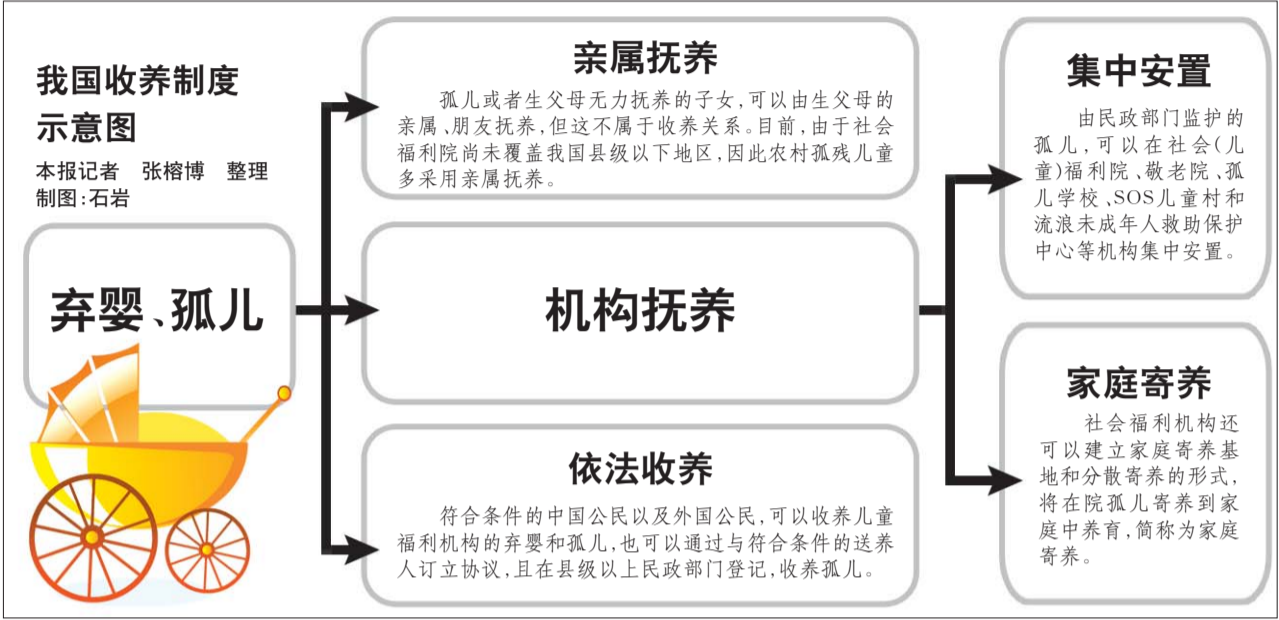 我国收养制度
示意图
本报记者 张榕博 整理
制图:石岩
弃婴、孤儿
亲属抚养
孤儿或者生父母无力抚养的子女,可以由生父母的
亲属、朋友抚养,但这不属于收养关系。目前,由于社会
福利院尚未覆盖我国县级以下地区,因此农村孤残儿童
多采用亲属抚养。
机构抚养
依法收养
符合条件的中国公民以及外国公民,可以收养儿童
福利机构的弃婴和孤儿,也可以通过与符合条件的送养
人订立协议,且在县级以上民政部门登记,收养孤儿。
集中安置
由民政部门监护的
孤儿,可以在社会(儿
童)福利院、敬老院、孤
儿学校、SOS儿童村和
流浪未成年人救助保护
中心等机构集中安置。
家庭寄养
社会福利机构还
可以建立家庭寄养基
地和分散寄养的形式,
将在院孤儿寄养到家
庭中养育,简称为家庭
寄养。